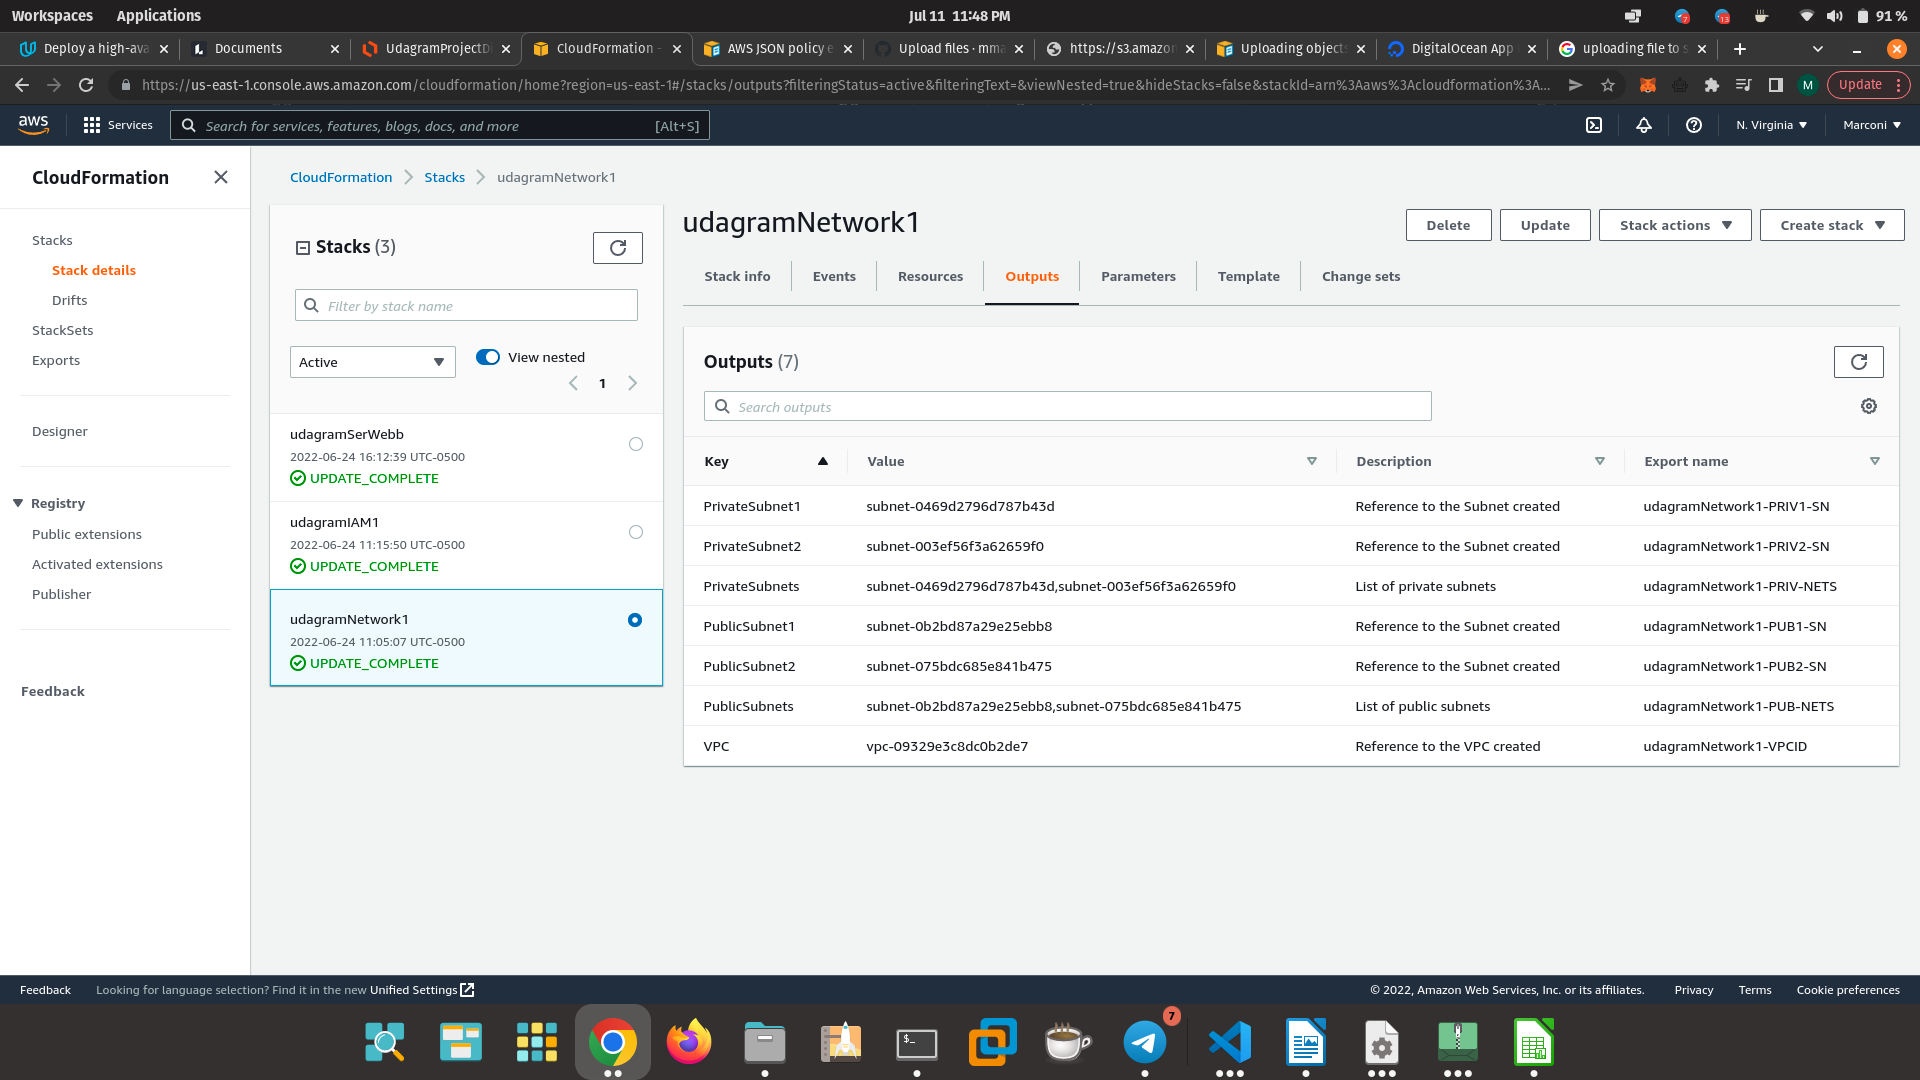 Workspaces Applications Jul 11 11:48 PM 7 13 91 %
Deploy a high-ava Documents UdagramProjectDi CloudFormation - AWS JSON policy e Upload files · mma https://s3.amazon Uploading objects DigitalOcean App uploading file to s
https://us-east-1.console.aws.amazon.com/cloudformation/home?region=us-east-1#/stacks/outputs?filteringStatus=active&filteringText=&viewNested=true&hideStacks=false&stackId=arn%3Aaws%3Acloudformation%3A... M Update
aws Services Search for services, features, blogs, docs, and more [Alt+S] N. Virginia Marconi
CloudFormation
Stacks
Stack details
Drifts
StackSets
Exports
Designer
Registry
Public extensions
Activated extensions
Publisher
Feedback
CloudFormation Stacks udagramNetwork1
Stacks (3)
Filter by stack name
Active View nested
1
udagramSerWebb
2022-06-24 16:12:39 UTC-0500
UPDATE_COMPLETE
udagramIAM1
2022-06-24 11:15:50 UTC-0500
UPDATE_COMPLETE
udagramNetwork1
2022-06-24 11:05:07 UTC-0500
UPDATE_COMPLETE
udagramNetwork1 Delete Update Stack actions Create stack
Stack info Events Resources Outputs Parameters Template Change sets
Outputs (7)
Search outputs
Key Value Description Export name
PrivateSubnet1 subnet-0469d2796d787b43d Reference to the Subnet created udagramNetwork1-PRIV1-SN
PrivateSubnet2 subnet-003ef56f3a62659f0 Reference to the Subnet created udagramNetwork1-PRIV2-SN
PrivateSubnets subnet-0469d2796d787b43d,subnet-003ef56f3a62659f0 List of private subnets udagramNetwork1-PRIV-NETS
PublicSubnet1 subnet-0b2bd87a29e25ebb8 Reference to the Subnet created udagramNetwork1-PUB1-SN
PublicSubnet2 subnet-075bdc685e841b475 Reference to the Subnet created udagramNetwork1-PUB2-SN
PublicSubnets subnet-0b2bd87a29e25ebb8,subnet-075bdc685e841b475 List of public subnets udagramNetwork1-PUB-NETS
VPC vpc-09329e3c8dc0b2de7 Reference to the VPC created udagramNetwork1-VPCID
Feedback Looking for language selection? Find it in the new Unified Settings © 2022, Amazon Web Services, Inc. or its affiliates. Privacy Terms Cookie preferences
$_ 7